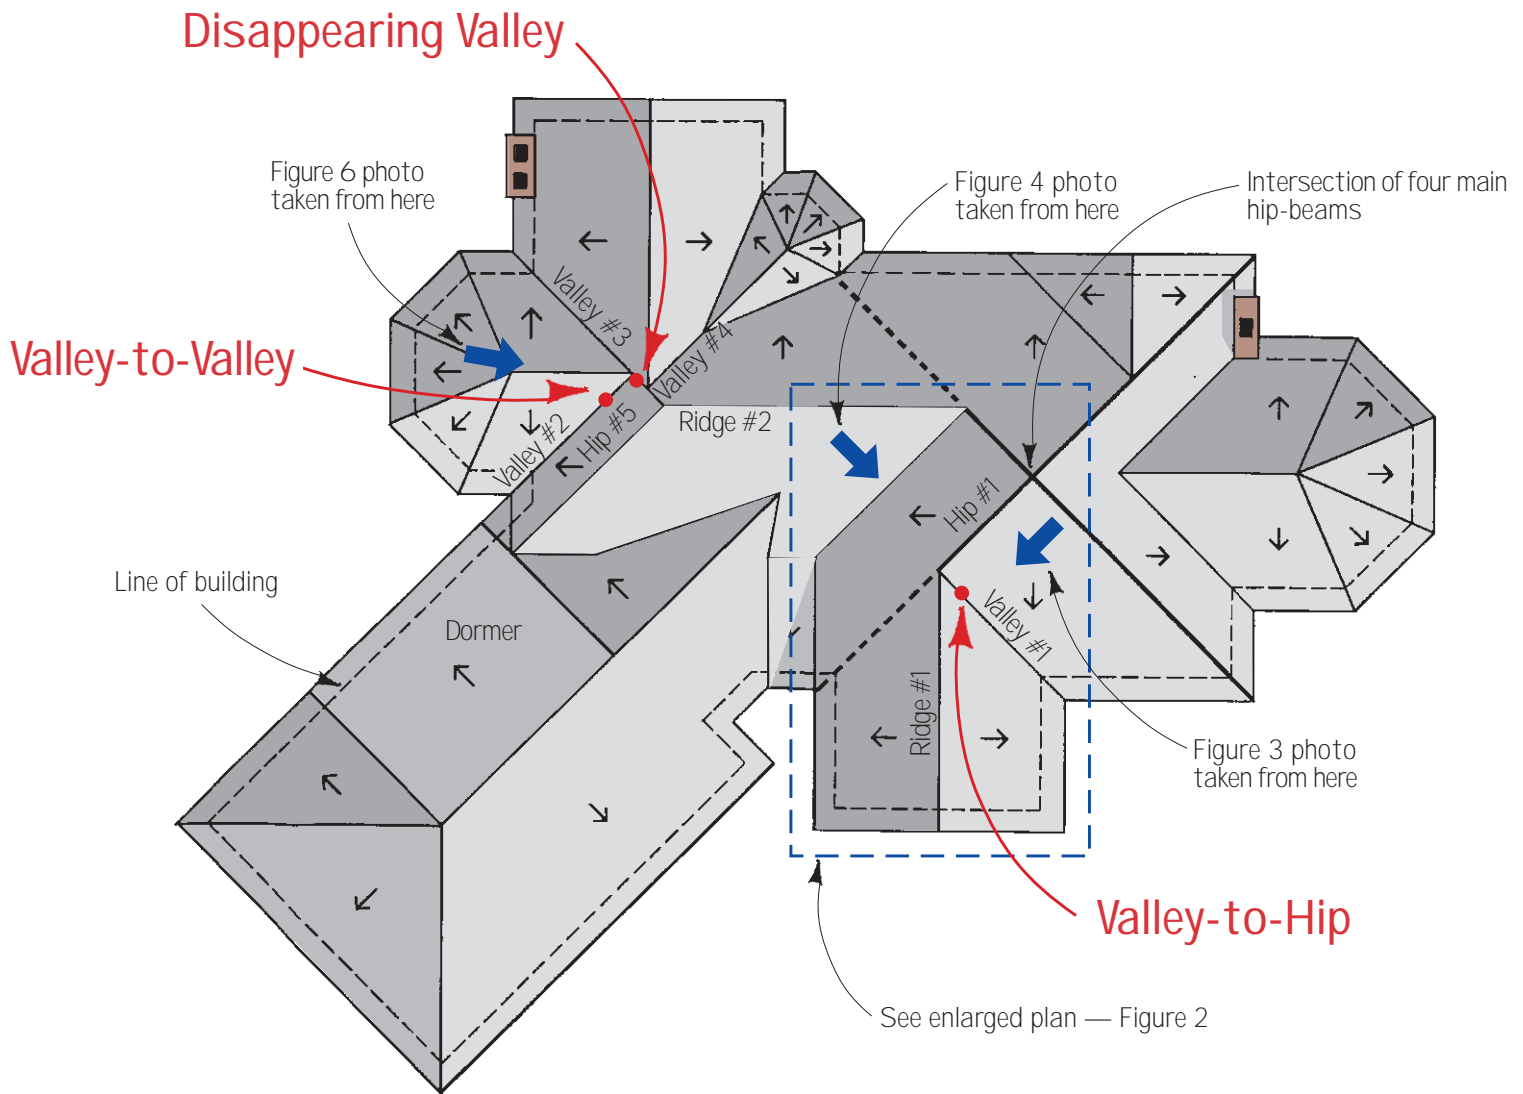 Disappearing Valley
Figure 6 photo
taken from here
Figure 4 photo
taken from here
Intersection of four main
hip-beams
Valley #3
Valley #4
Valley-to-Valley
Ridge #2
Valley #2
Hip #5
Hip #1
Line of building
Dormer
Valley #1
Ridge #1
Figure 3 photo
taken from here
Valley-to-Hip
See enlarged plan — Figure 2